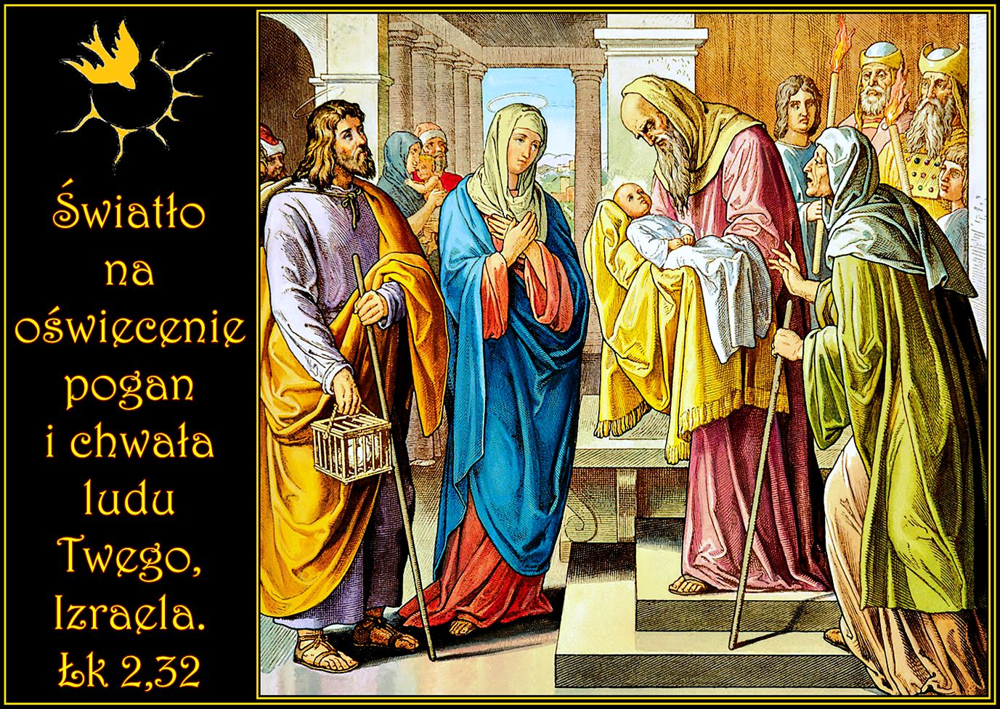 Światło
na
oświecenie
pogan
i chwała
ludu
Twego,
Izraela.
Łk 2,32